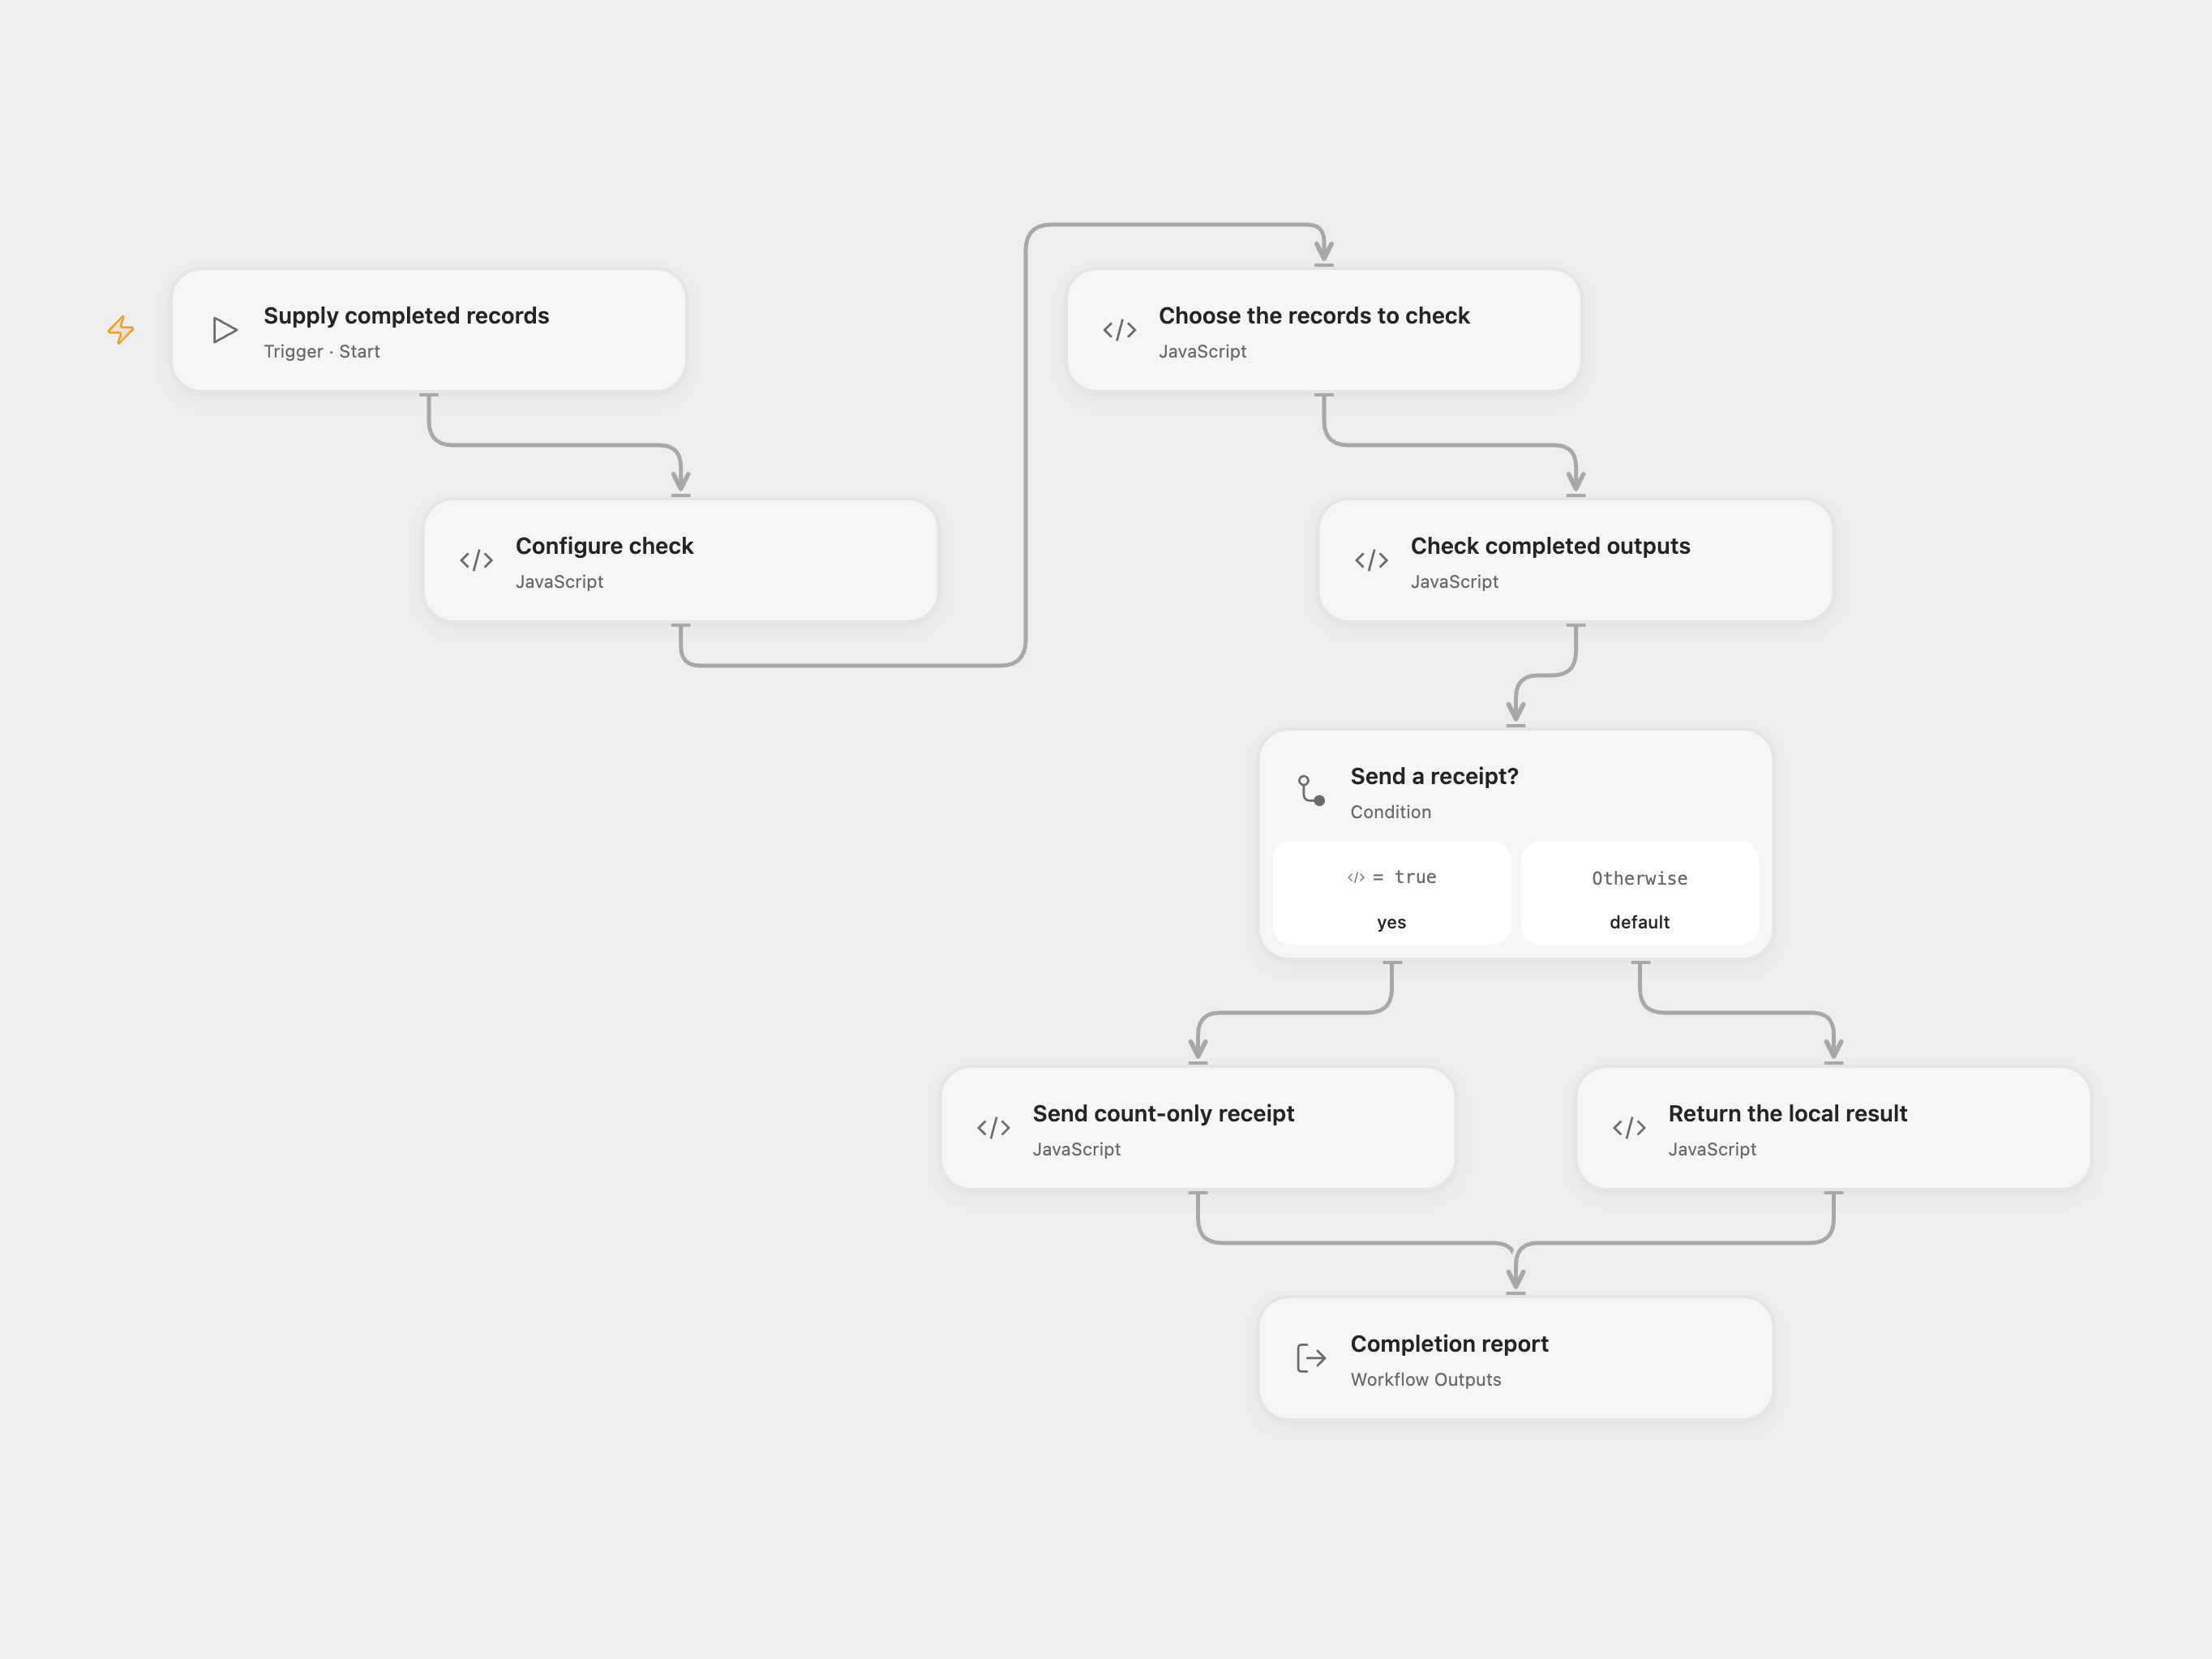 Supply completed records
Trigger · Start
Configure check
JavaScript
Choose the records to check
JavaScript
Check completed outputs
JavaScript
Send a receipt?
Condition
</> = true
yes
Otherwise
default
Send count-only receipt
JavaScript
Return the local result
JavaScript
Completion report
Workflow Outputs